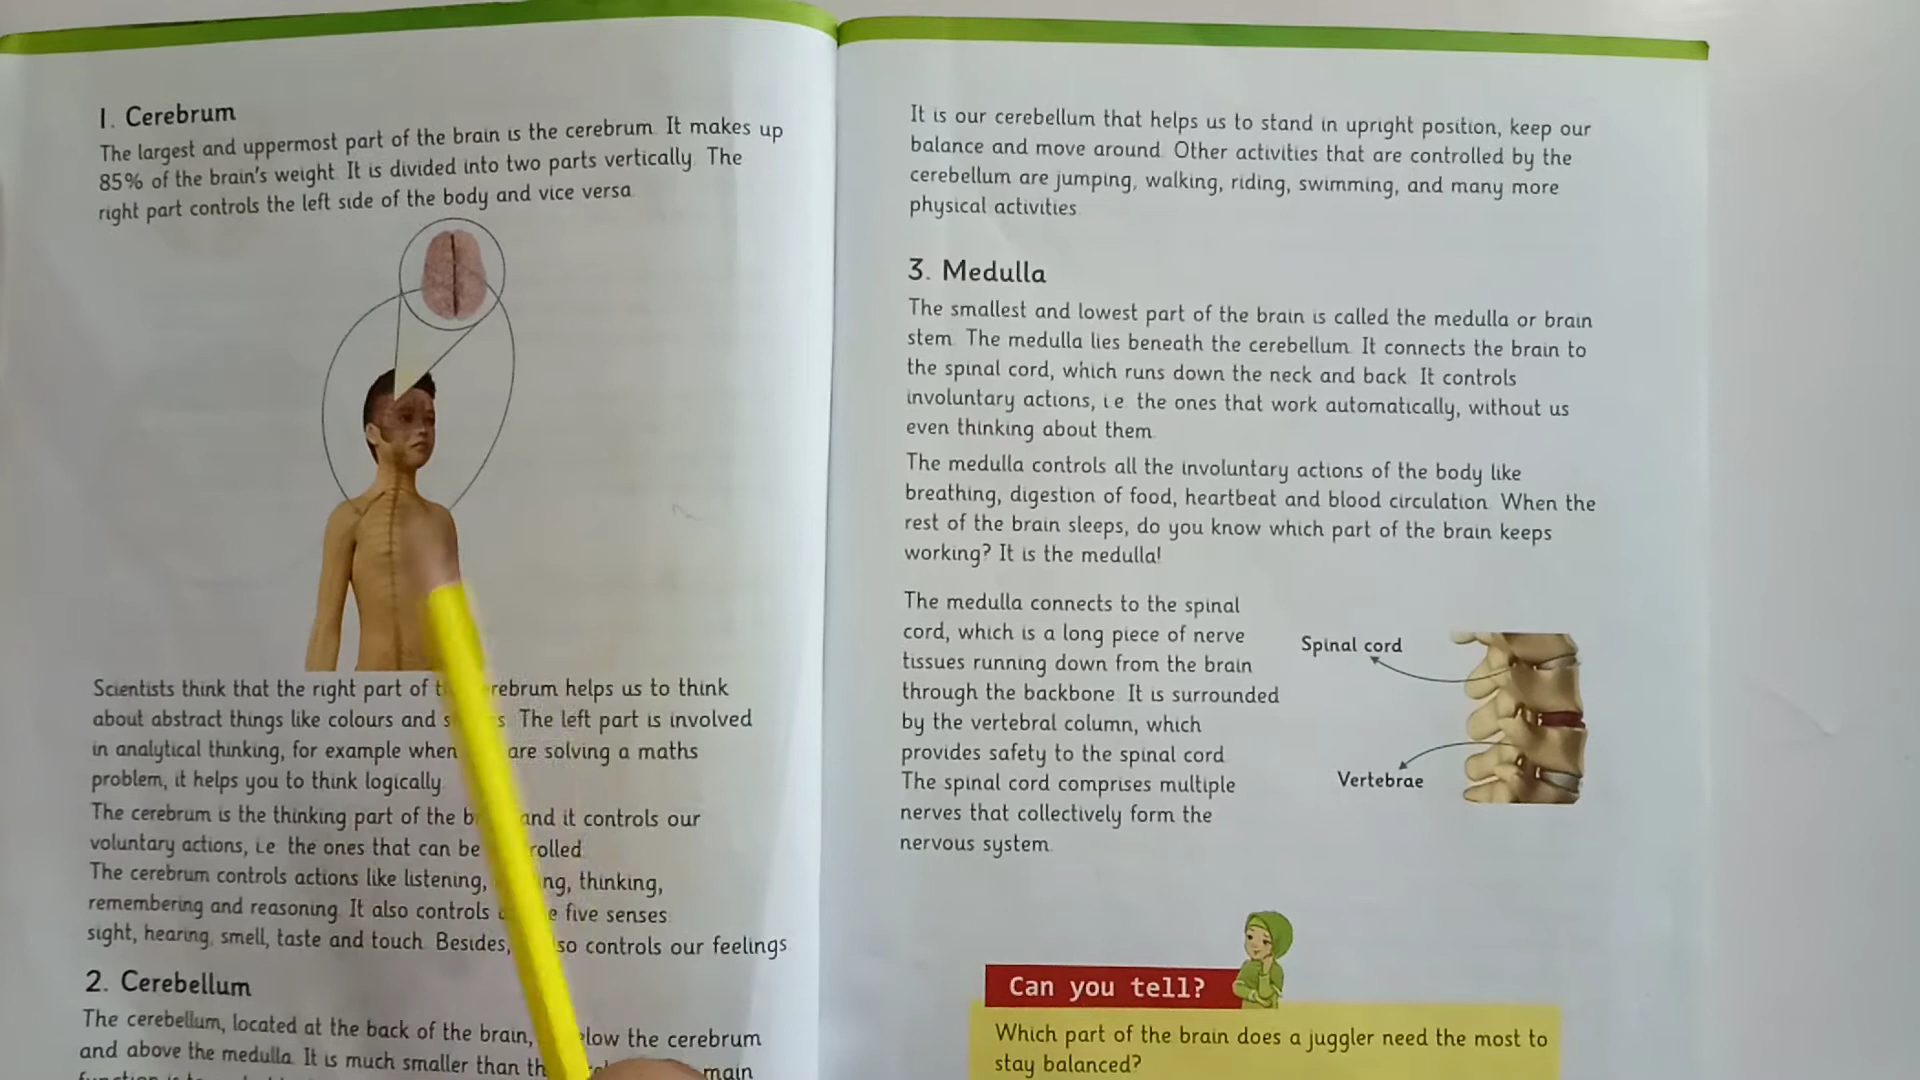 1. Cerebrum
The largest and uppermost part of the brain is the cerebrum. It makes up
85% of the brain's weight. It is divided into two parts vertically. The
right part controls the left side of the body and vice versa.
Scientists think that the right part of rebrum helps us to think
about abstract things like colours and The left part is involved
in analytical thinking, for example when are solving a maths
problem, it helps you to think logically.
The cerebrum is the thinking part of the and it controls our
voluntary actions, i.e. the ones that can be rolled.
The cerebrum controls actions like listening, thinking,
remembering and reasoning. It also controls five senses
sight, hearing, smell, taste and touch. Besides, so controls our feelings.
2. Cerebellum
The cerebellum, located at the back of the brain, low the cerebrum
and above the medulla. It is much smaller than main
It is our cerebellum that helps us to stand in upright position, keep our
balance and move around. Other activities that are controlled by the
cerebellum are jumping, walking, riding, swimming, and many more
physical activities.
3. Medulla
The smallest and lowest part of the brain is called the medulla or brain
stem. The medulla lies beneath the cerebellum. It connects the brain to
the spinal cord, which runs down the neck and back. It controls
involuntary actions, i.e. the ones that work automatically, without us
even thinking about them.
The medulla controls all the involuntary actions of the body like
breathing, digestion of food, heartbeat and blood circulation. When the
rest of the brain sleeps, do you know which part of the brain keeps
working? It is the medulla!
The medulla connects to the spinal
cord, which is a long piece of nerve
tissues running down from the brain
through the backbone. It is surrounded
by the vertebral column, which
provides safety to the spinal cord.
The spinal cord comprises multiple
nerves that collectively form the
nervous system.
Spinal cord
Vertebrae
Can you tell?
Which part of the brain does a juggler need the most to
stay balanced?